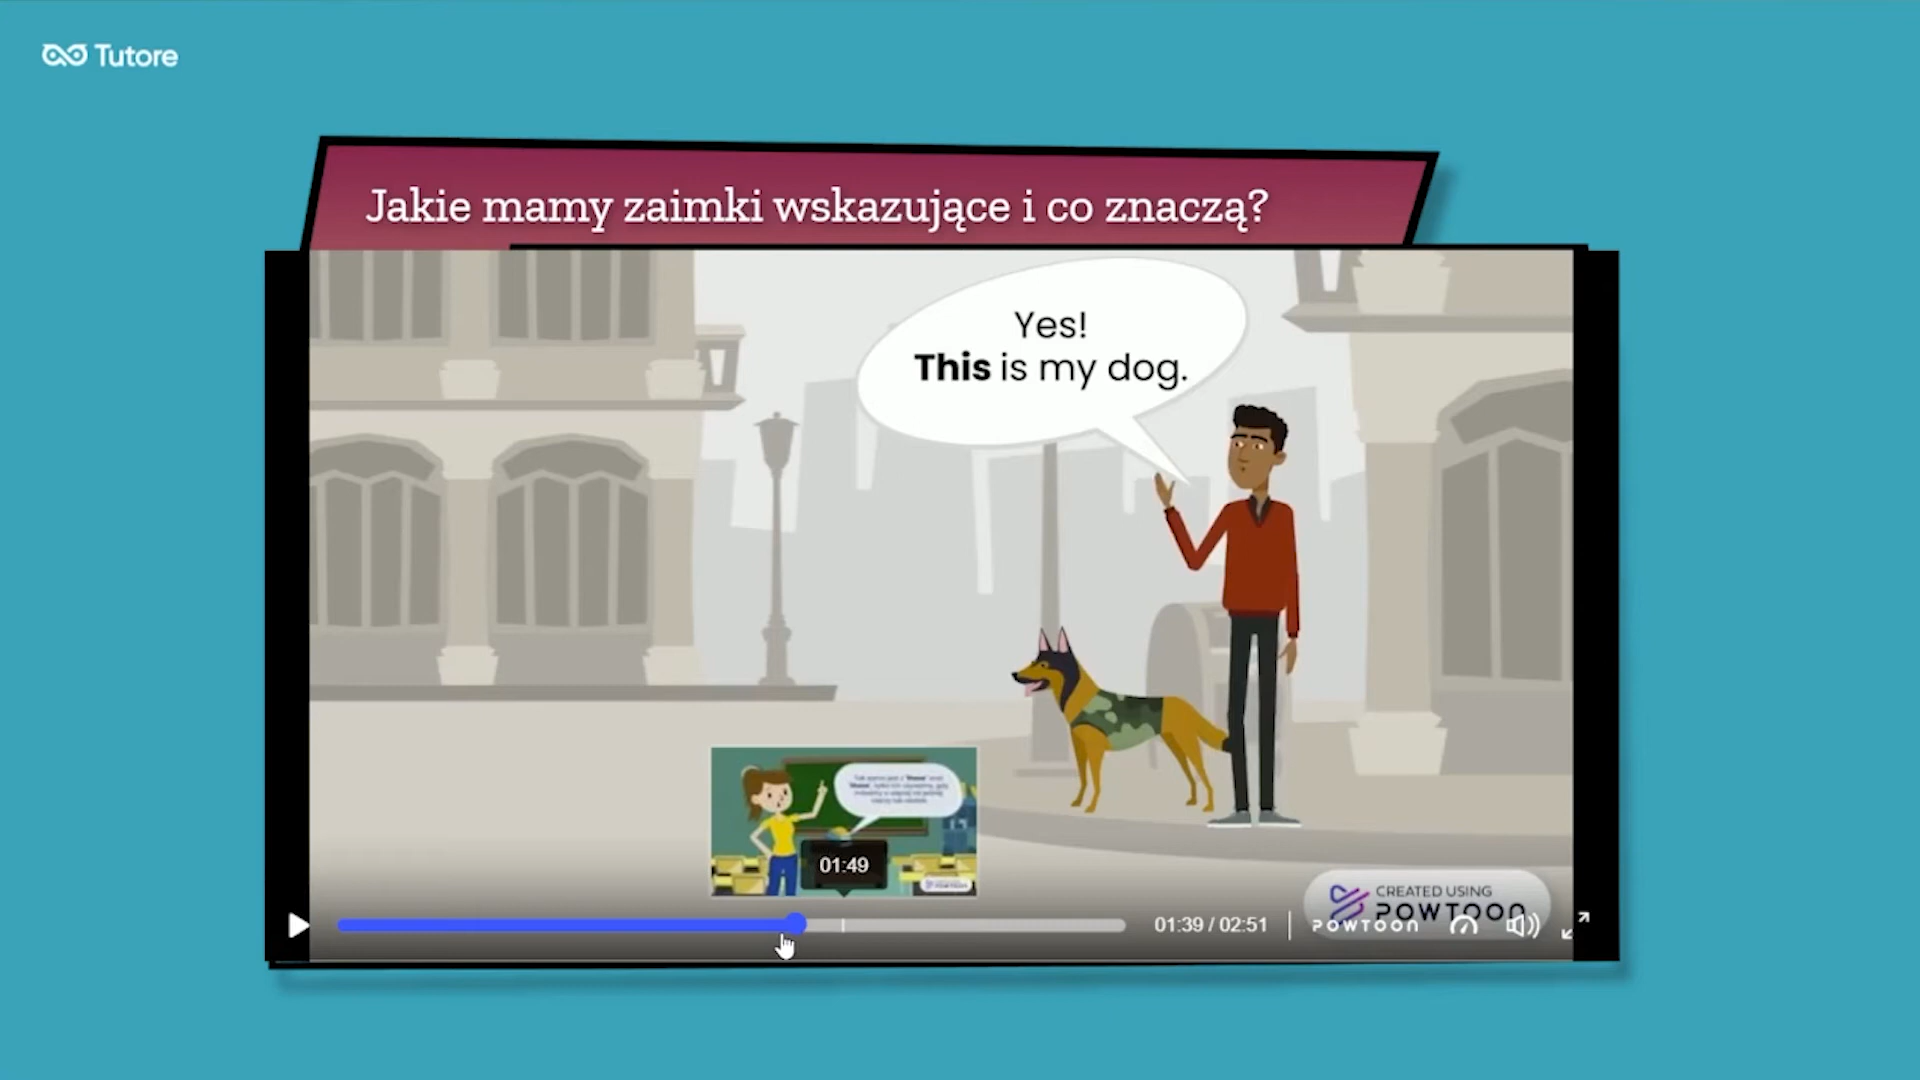 Tutore
Jakie mamy zaimki wskazujące i co znaczą?
Yes!
This is my dog.
01:49
CREATED USING
POWTOON
01:39 / 02:51
POWTOON